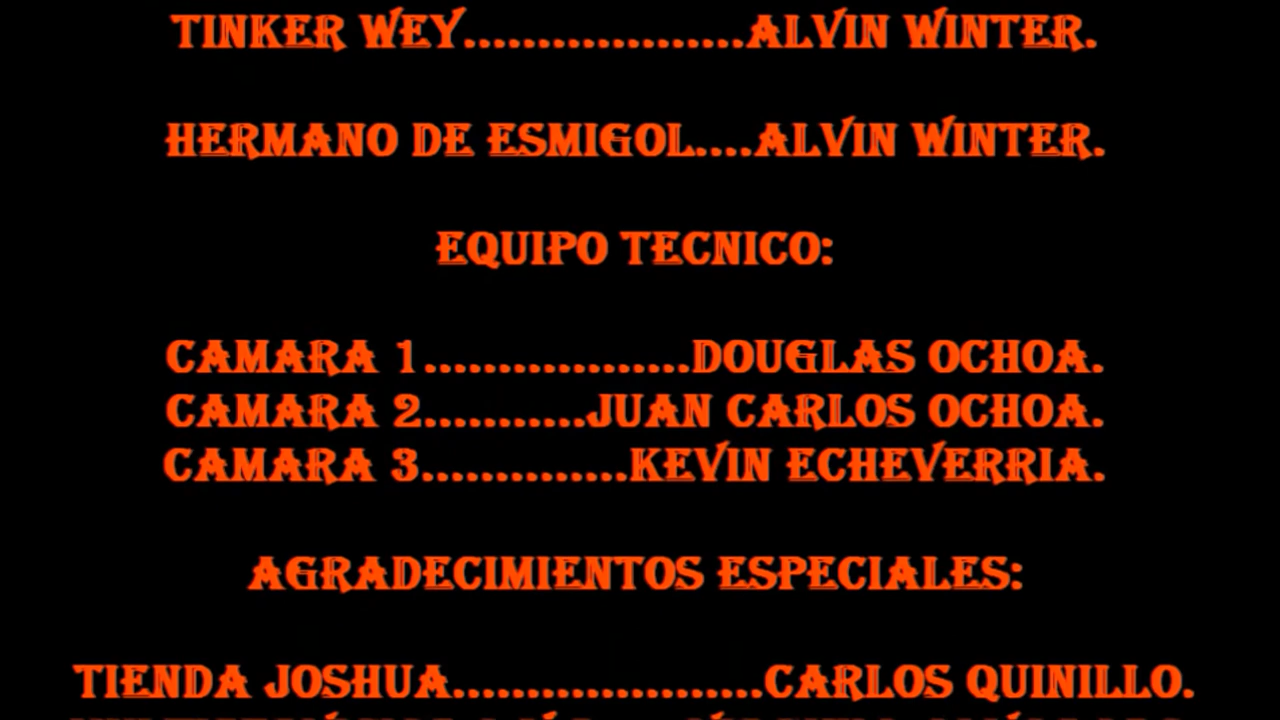 TINKER WEY...................ALVIN WINTER.
HERMANO DE ESMIGOL....ALVIN WINTER.
EQUIPO TECNICO:
CAMARA 1..................DOUGLAS OCHOA.
CAMARA 2...........JUAN CARLOS OCHOA.
CAMARA 3..............KEVIN ECHEVERRIA.
AGRADECIMIENTOS ESPECIALES:
TIENDA JOSHUA.....................CARLOS QUINILLO.